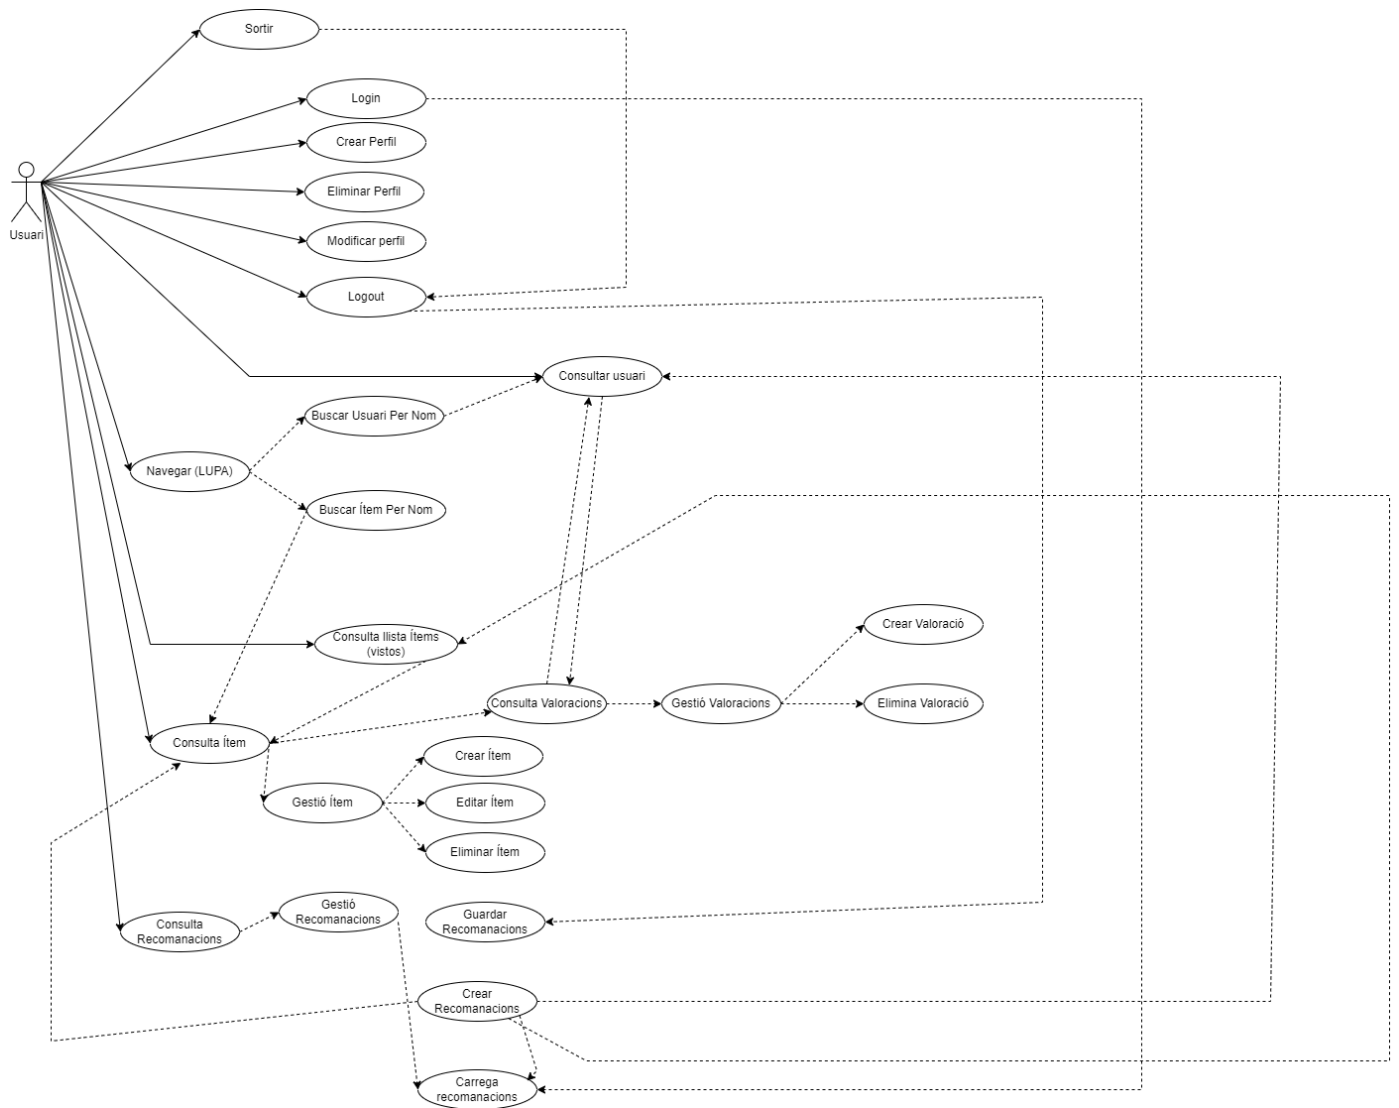 Sortir
Login
Crear Perfil
Eliminar Perfil
Usuari
Modificar perfil
Logout
Consultar usuari
Buscar Usuari Per Nom
Navegar (LUPA)
Buscar Ítem Per Nom
Crear Valoració
Consulta llista Ítems
(vistos)
Consulta Valoracions
Gestió Valoracions
Elimina Valoració
Consulta Ítem
Crear Ítem
Gestió Ítem
Editar Ítem
Eliminar Ítem
Gestió
Recomanacions
Consulta
Recomanacions
Guardar
Recomanacions
Crear
Recomanacions
Carrega
recomanacions